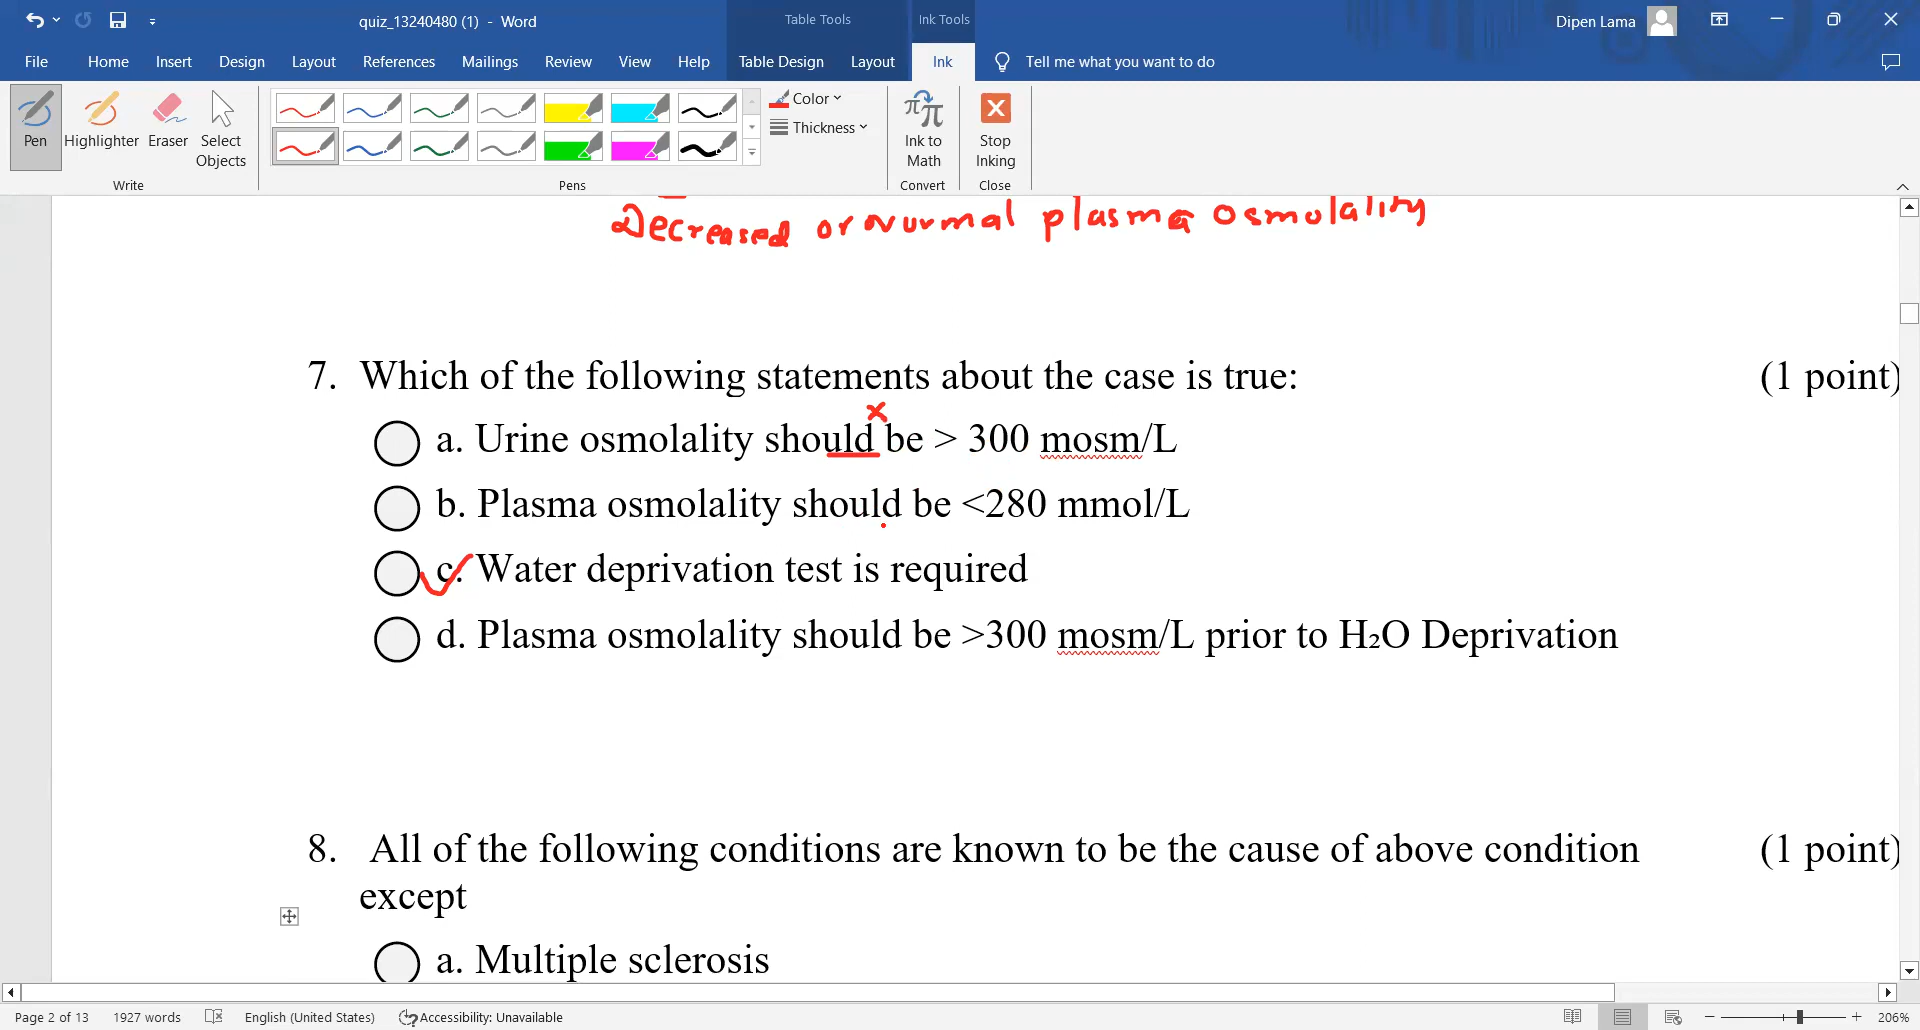 quiz_13240480 (1) - Word
Table Tools
Ink Tools
Dipen Lama
File Home Insert Design Layout References Mailings Review View Help Table Design Layout Ink Tell me what you want to do
Pen
Highlighter
Eraser
Select Objects
Color
Thickness
Ink to Math
Stop Inking
Write
Pens
Convert
Close
Decreased or Nurmal plasma osmolality
7. Which of the following statements about the case is true: (1 point)
a. Urine osmolality should be > 300 mosm/L
b. Plasma osmolality should be <280 mmol/L
c. Water deprivation test is required
d. Plasma osmolality should be >300 mosm/L prior to H₂O Deprivation
8. All of the following conditions are known to be the cause of above condition (1 point)
except
a. Multiple sclerosis
Page 2 of 13 1927 words English (United States) Accessibility: Unavailable 206%